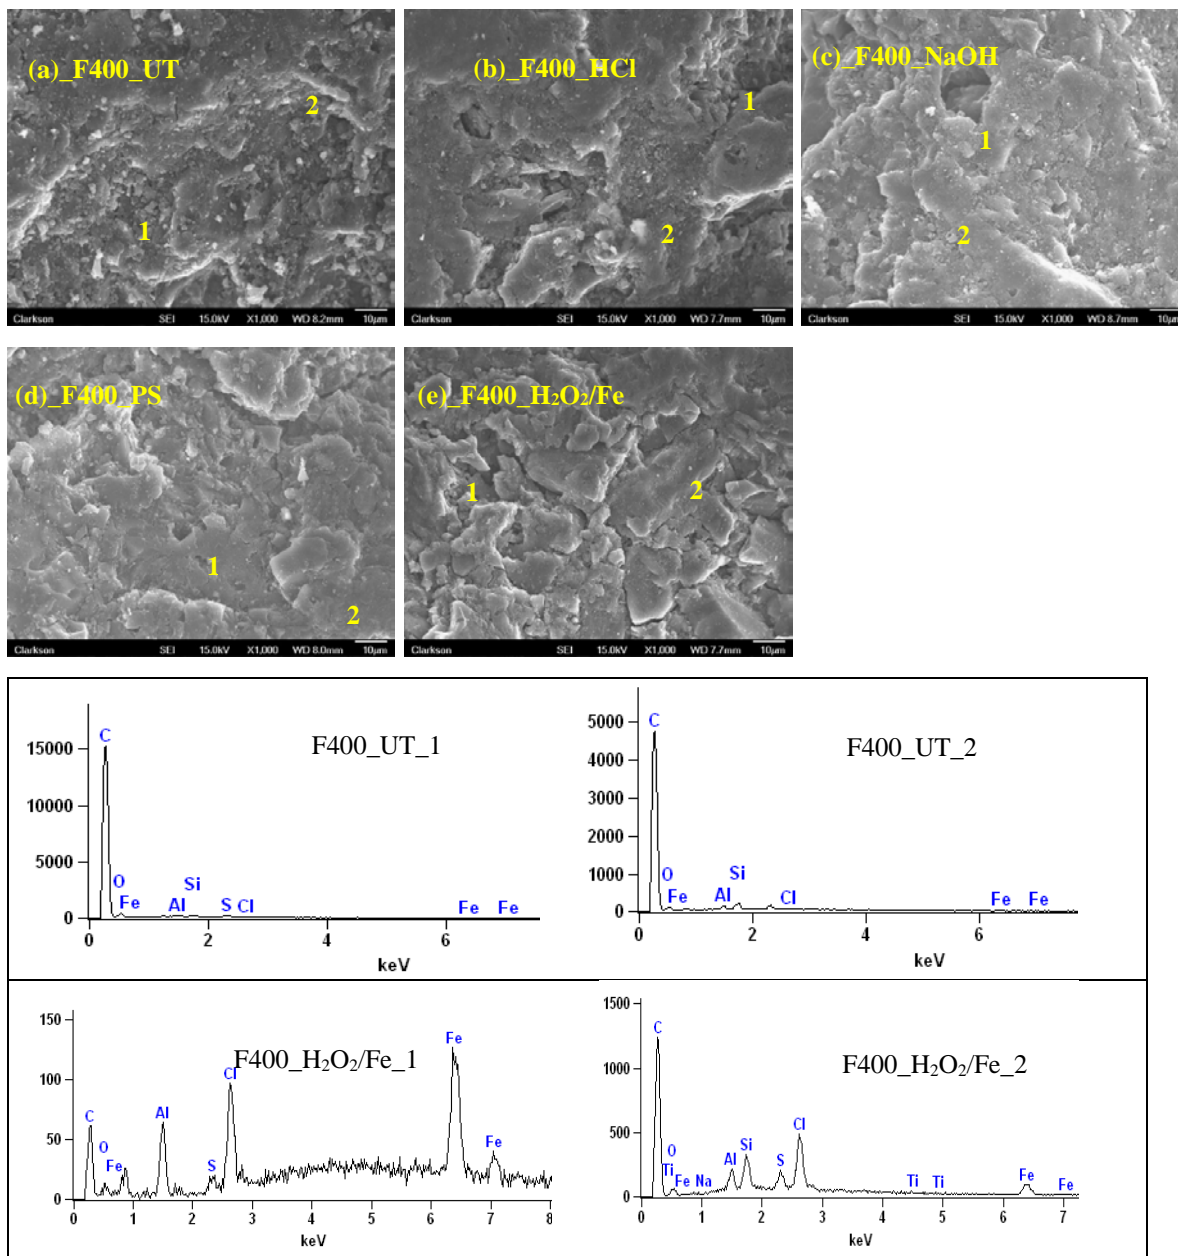 (a)_F400_UT
2
1
Clarkson SEI 15.0kV X1,000 WD 8.2mm 10µm
(b)_F400_HCl
1
2
Clarkson SEI 15.0kV X1,000 WD 7.7mm 10µm
(c)_F400_NaOH
1
2
Clarkson SEI 15.0kV X1,000 WD 8.7mm 10µm
(d)_F400_PS
1
2
Clarkson SEI 15.0kV X1,000 WD 8.0mm 10µm
(e)_F400_H₂O₂/Fe
1
2
Clarkson SEI 15.0kV X1,000 WD 7.7mm 10µm
F400_UT_1
C
15000
10000
5000
0
O
Fe
Al
Si
S
Cl
Fe
Fe
0 2 4 6
keV
F400_UT_2
C
5000
4000
3000
2000
1000
0
O
Fe
Al
Si
Cl
Fe
Fe
0 2 4 6
keV
F400_H₂O₂/Fe_1
150
100
50
0
C
O
Fe
Al
S
Cl
Fe
Fe
0 1 2 3 4 5 6 7 8
keV
F400_H₂O₂/Fe_2
1500
1000
500
0
C
O
Ti
Fe
Na
Al
Si
S
Cl
Ti
Ti
Fe
Fe
0 1 2 3 4 5 6 7
keV